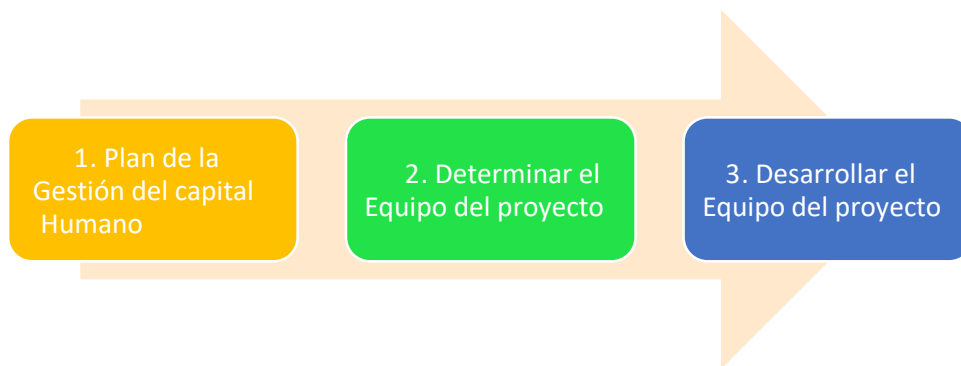 1. Plan de la
Gestión del capital
Humano
2. Determinar el
Equipo del proyecto
3. Desarrollar el
Equipo del proyecto